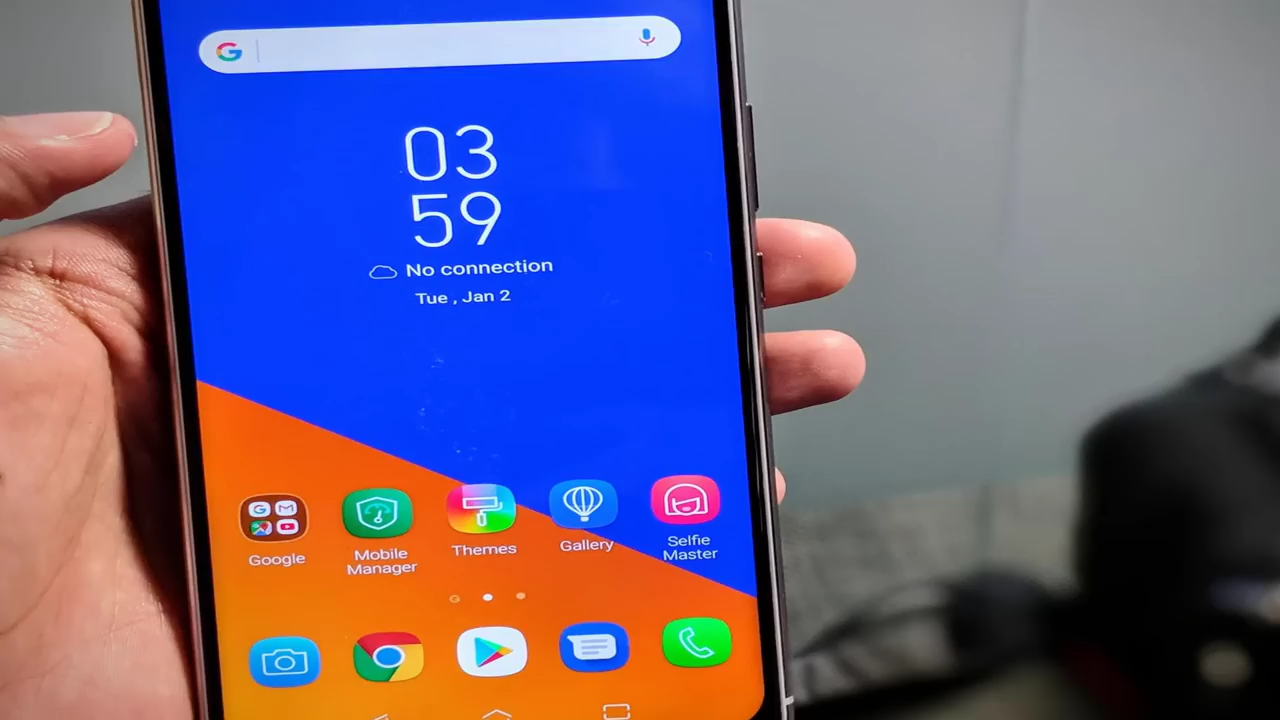 03
59
No connection
Tue , Jan 2
Google
Mobile
Manager
Themes
Gallery
Selfie
Master